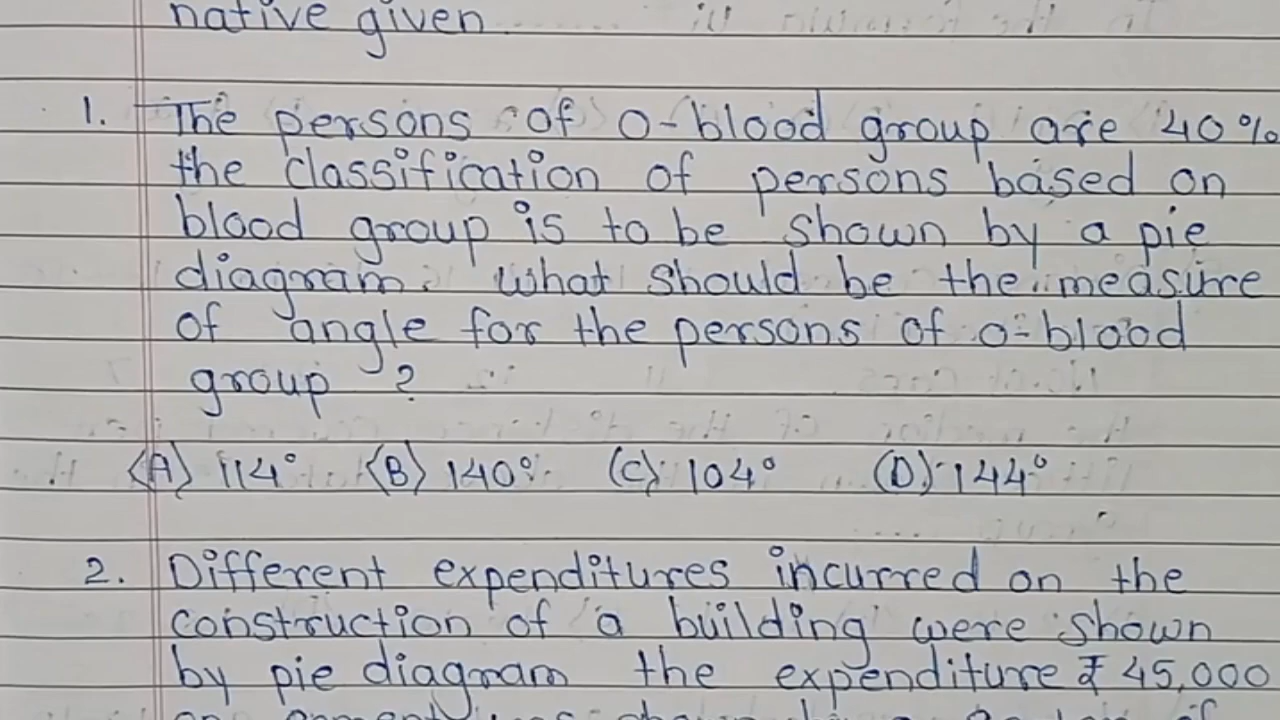 native given
1. The persons of O-blood group are 40%
the classification of persons based on
blood group is to be shown by a pie
diagram. what should be the measure
of angle for the persons of O-blood
group ?
(A) 114° (B) 140° (C) 104° (D) 144°
2. Different expenditures incurred on the
construction of a building were shown
by pie diagram the expenditure ₹ 45,000